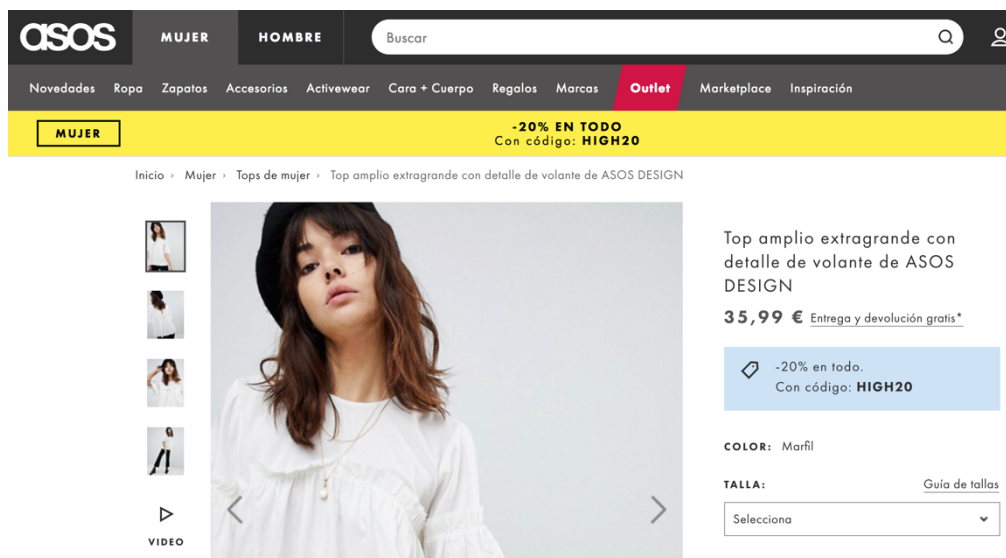 asos
MUJER
HOMBRE
Buscar
Novedades
Ropa
Zapatos
Accesorios
Activewear
Cara + Cuerpo
Regalos
Marcas
Outlet
Marketplace
Inspiración
MUJER
-20% EN TODO
Con código: HIGH20
Inicio › Mujer › Tops de mujer › Top amplio extragrande con detalle de volante de ASOS DESIGN
Top amplio extragrande con
detalle de volante de ASOS
DESIGN
35,99 € Entrega y devolución gratis*
-20% en todo.
Con código: HIGH20
COLOR: Marfil
TALLA:
Guía de tallas
Selecciona
VIDEO